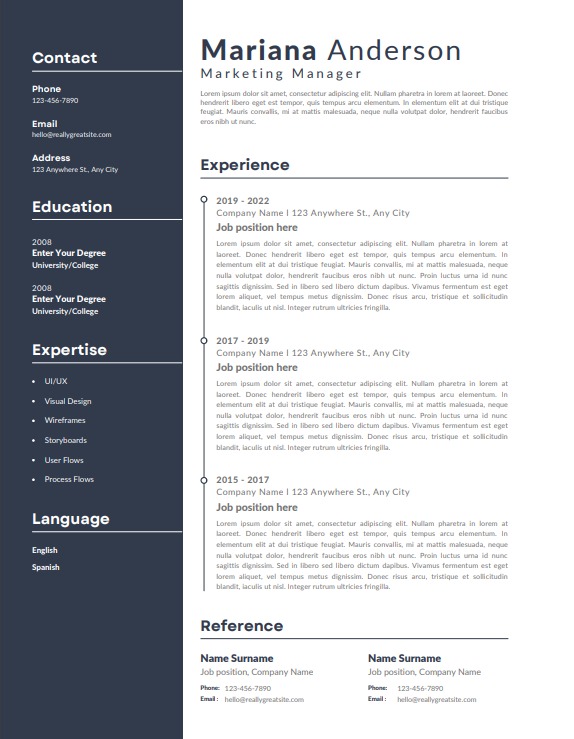 Contact
Phone
123-456-7890
Email
hello@reallygreatsite.com
Address
123 Anywhere St., Any City
Education
2008
Enter Your Degree
University/College
2008
Enter Your Degree
University/College
Expertise
• UI/UX
• Visual Design
• Wireframes
• Storyboards
• User Flows
• Process Flows
Language
English
Spanish
Mariana Anderson
Marketing Manager
Lorem ipsum dolor sit amet, consectetur adipiscing elit. Nullam pharetra in lorem at laoreet. Donec
hendrerit libero eget est tempor, quis tempus arcu elementum. In elementum elit at dui tristique
feugiat. Mauris convallis, mi at mattis malesuada, neque nulla volutpat dolor, hendrerit faucibus
eros nibh ut nunc.
Experience
2019 - 2022
Company Name l 123 Anywhere St., Any City
Job position here
Lorem ipsum dolor sit amet, consectetur adipiscing elit. Nullam pharetra in lorem at
laoreet. Donec hendrerit libero eget est tempor, quis tempus arcu elementum. In
elementum elit at dui tristique feugiat. Mauris convallis, mi at mattis malesuada, neque
nulla volutpat dolor, hendrerit faucibus eros nibh ut nunc. Proin luctus urna id nunc
sagittis dignissim. Sed in libero sed libero dictum dapibus. Vivamus fermentum est eget
lorem aliquet, vel tempus metus dignissim. Donec risus arcu, tristique et sollicitudin
blandit, iaculis ut nisl. Integer rutrum ultricies fringilla.
2017 - 2019
Company Name l 123 Anywhere St., Any City
Job position here
Lorem ipsum dolor sit amet, consectetur adipiscing elit. Nullam pharetra in lorem at
laoreet. Donec hendrerit libero eget est tempor, quis tempus arcu elementum. In
elementum elit at dui tristique feugiat. Mauris convallis, mi at mattis malesuada, neque
nulla volutpat dolor, hendrerit faucibus eros nibh ut nunc. Proin luctus urna id nunc
sagittis dignissim. Sed in libero sed libero dictum dapibus. Vivamus fermentum est eget
lorem aliquet, vel tempus metus dignissim. Donec risus arcu, tristique et sollicitudin
blandit, iaculis ut nisl. Integer rutrum ultricies fringilla.
2015 - 2017
Company Name l 123 Anywhere St., Any City
Job position here
Lorem ipsum dolor sit amet, consectetur adipiscing elit. Nullam pharetra in lorem at
laoreet. Donec hendrerit libero eget est tempor, quis tempus arcu elementum. In
elementum elit at dui tristique feugiat. Mauris convallis, mi at mattis malesuada, neque
nulla volutpat dolor, hendrerit faucibus eros nibh ut nunc. Proin luctus urna id nunc
sagittis dignissim. Sed in libero sed libero dictum dapibus. Vivamus fermentum est eget
lorem aliquet, vel tempus metus dignissim. Donec risus arcu, tristique et sollicitudin
blandit, iaculis ut nisl. Integer rutrum ultricies fringilla.
Reference
Name Surname
Job position, Company Name
Phone: 123-456-7890
Email : hello@reallygreatsite.com
Name Surname
Job position, Company Name
Phone: 123-456-7890
Email : hello@reallygreatsite.com